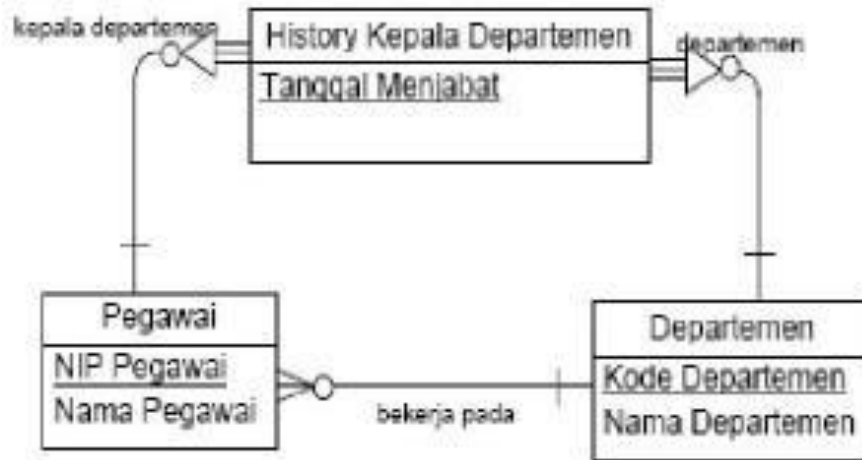 kepala departemen
History Kepala Departemen
departemen
Tanggal Menjabat
Pegawai
NIP Pegawai
Nama Pegawai
bekerja pada
Departemen
Kode Departemen
Nama Departemen